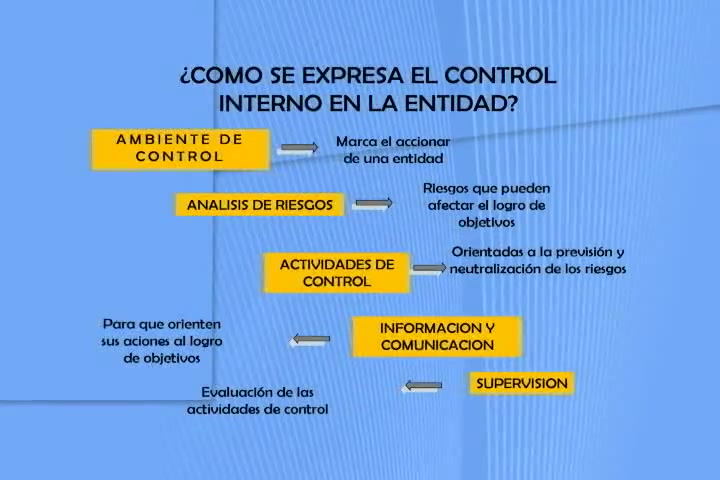 ¿COMO SE EXPRESA EL CONTROL
INTERNO EN LA ENTIDAD?
AMBIENTE DE
CONTROL
Marca el accionar
de una entidad
ANALISIS DE RIESGOS
Riesgos que pueden
afectar el logro de
objetivos
ACTIVIDADES DE
CONTROL
Orientadas a la previsión y
neutralización de los riesgos
INFORMACION Y
COMUNICACION
Para que orienten
sus aciones al logro
de objetivos
SUPERVISION
Evaluación de las
actividades de control